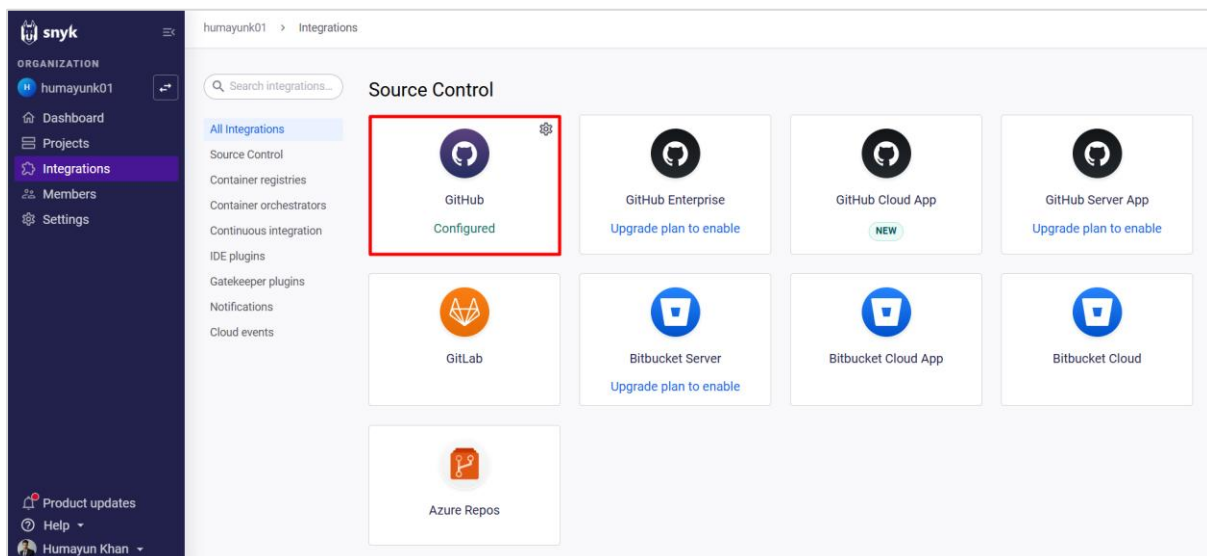 snyk
ORGANIZATION
H humayunk01
Dashboard
Projects
Integrations
Members
Settings
Product updates
Help
Humayun Khan
humayunk01 > Integrations
Search integrations...
All Integrations
Source Control
Container registries
Container orchestrators
Continuous integration
IDE plugins
Gatekeeper plugins
Notifications
Cloud events
Source Control
GitHub
Configured
GitHub Enterprise
Upgrade plan to enable
GitHub Cloud App
NEW
GitHub Server App
Upgrade plan to enable
GitLab
Bitbucket Server
Upgrade plan to enable
Bitbucket Cloud App
Bitbucket Cloud
Azure Repos